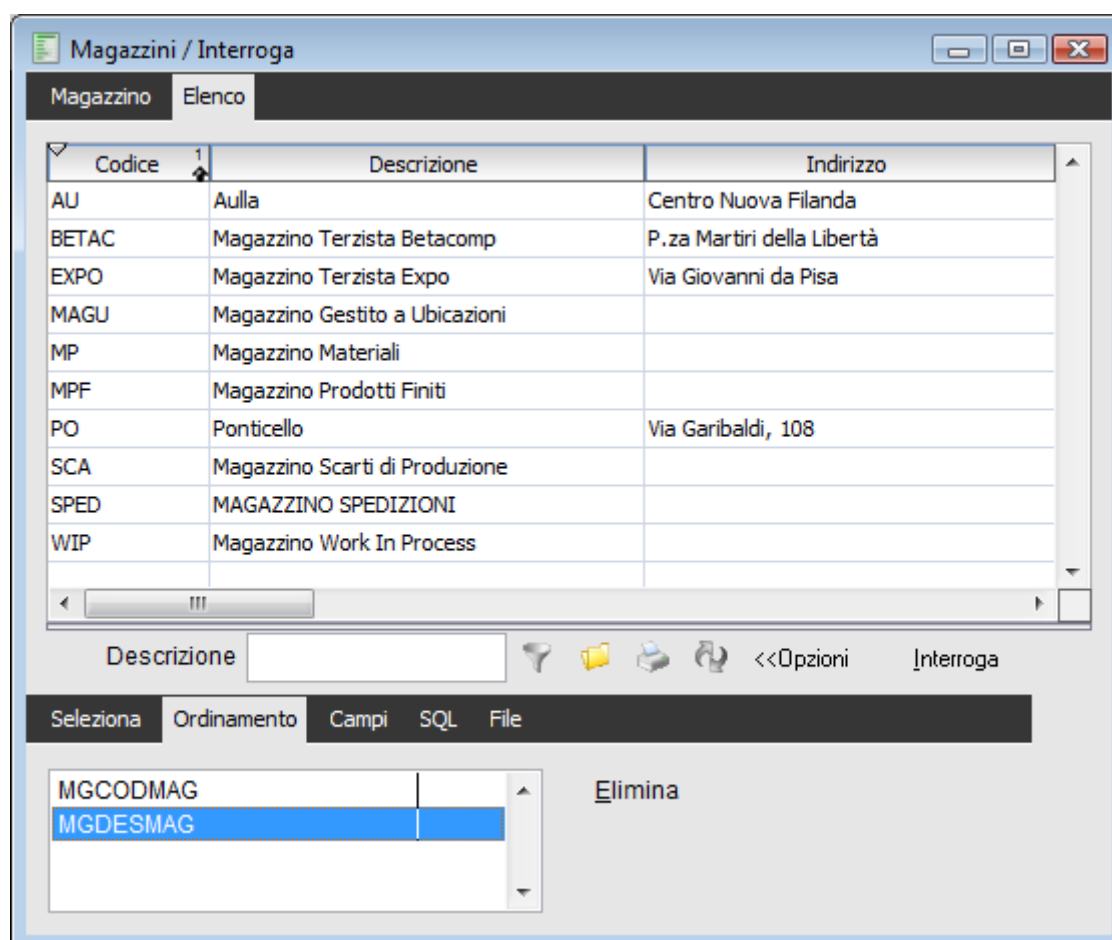 Magazzini / Interroga
Magazzino Elenco
Codice 1 Descrizione Indirizzo
AU Aulla Centro Nuova Filanda
BETAC Magazzino Terzista Betacomp P.za Martiri della Libertà
EXPO Magazzino Terzista Expo Via Giovanni da Pisa
MAGU Magazzino Gestito a Ubicazioni
MP Magazzino Materiali
MPF Magazzino Prodotti Finiti
PO Ponticello Via Garibaldi, 108
SCA Magazzino Scarti di Produzione
SPED MAGAZZINO SPEDIZIONI
WIP Magazzino Work In Process
Descrizione <<Opzioni Interroga
Seleziona Ordinamento Campi SQL File
MGCODMAG Elimina
MGDESMAG